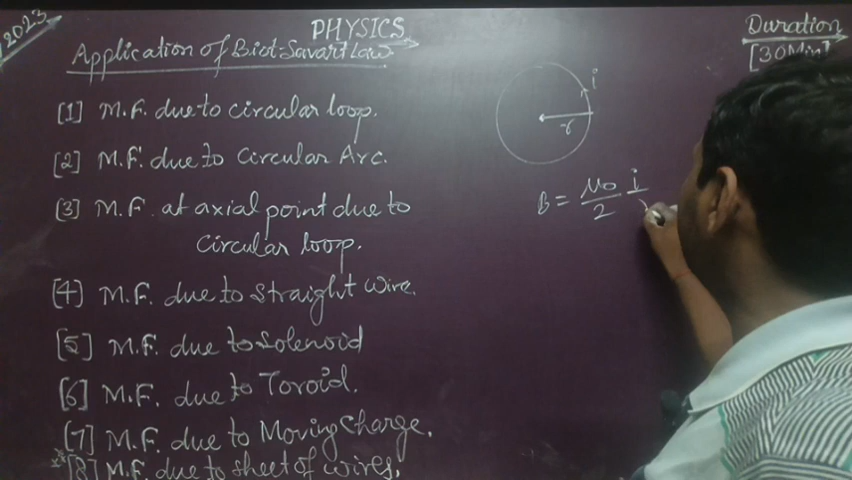 2023
PHYSICS
Duration
[30Min]
Application of Biot-Savart Law
[1] M.F. due to circular loop.
[2] M.F. due to Circular Arc.
[3] M.F. at axial point due to
Circular loop.
[4] M.F. due to straight wire.
[5] M.F. due to Solenoid
[6] M.F. due to Toroid.
[7] M.F. due to Moving Charge.
[8] M.F. due to sheet of wires.
i
r
B = μ0/2 i/r